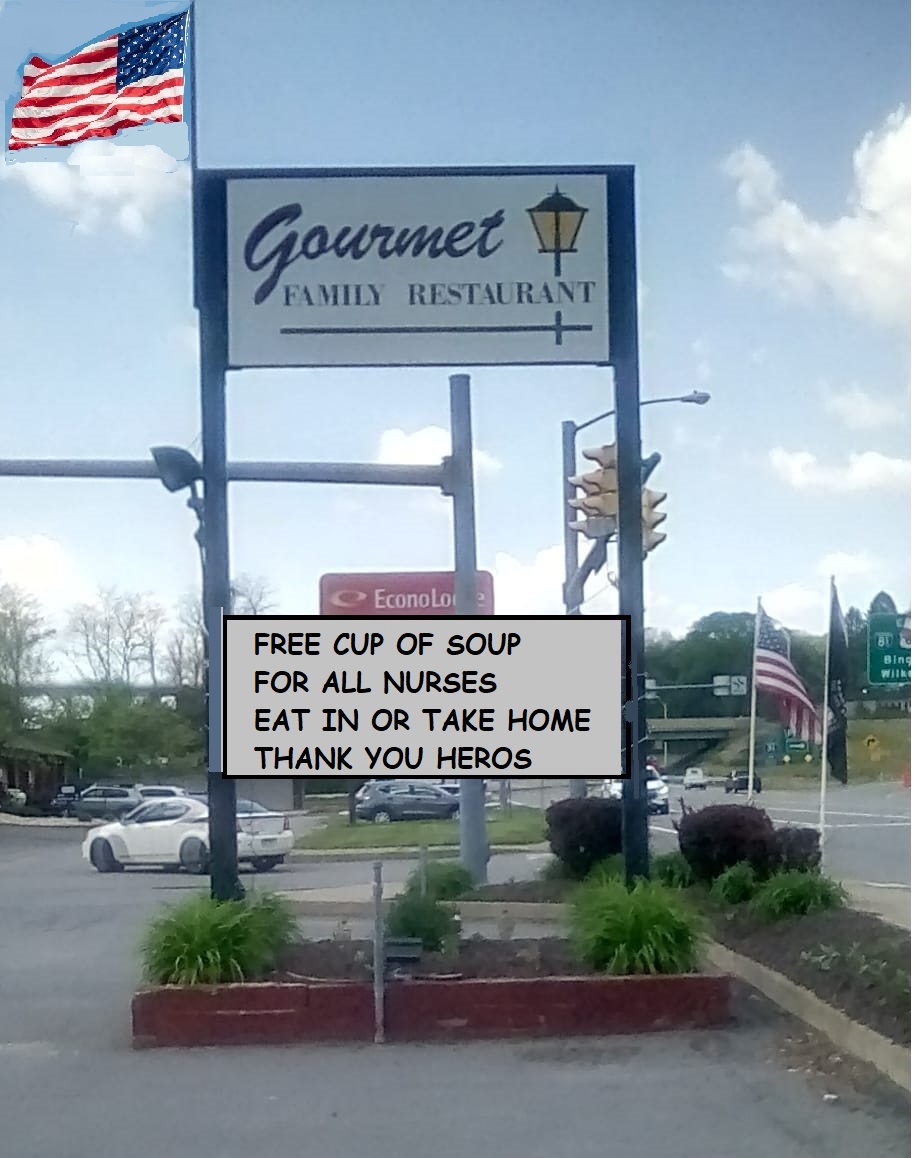 Gourmet
FAMILY RESTAURANT
EconoLodge
FREE CUP OF SOUP
FOR ALL NURSES
EAT IN OR TAKE HOME
THANK YOU HEROS
81